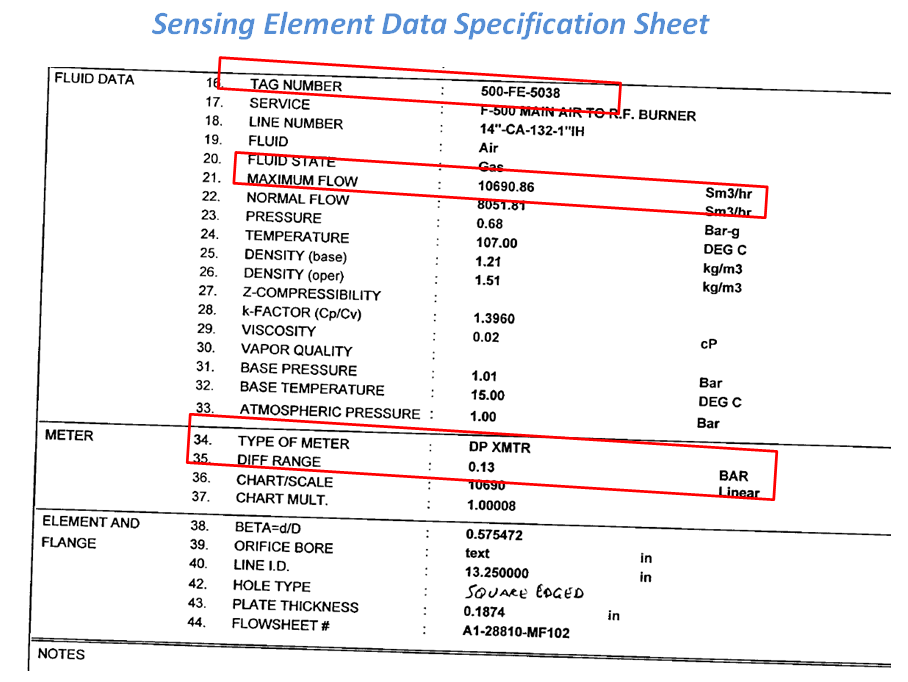 Sensing Element Data Specification Sheet
FLUID DATA 16. TAG NUMBER : 500-FE-5038
17. SERVICE : F-500 MAIN AIR TO R.F. BURNER
18. LINE NUMBER : 14"-CA-132-1"IH
19. FLUID : Air
20. FLUID STATE : Gas
21. MAXIMUM FLOW : 10690.86 Sm3/hr
22. NORMAL FLOW : 8051.81 Sm3/hr
23. PRESSURE : 0.68 Bar-g
24. TEMPERATURE : 107.00 DEG C
25. DENSITY (base) : 1.21 kg/m3
26. DENSITY (oper) : 1.51 kg/m3
27. Z-COMPRESSIBILITY :
28. k-FACTOR (Cp/Cv) : 1.3960
29. VISCOSITY : 0.02 cP
30. VAPOR QUALITY :
31. BASE PRESSURE : 1.01 Bar
32. BASE TEMPERATURE : 15.00 DEG C
33. ATMOSPHERIC PRESSURE : 1.00 Bar
METER 34. TYPE OF METER : DP XMTR
35. DIFF RANGE : 0.13 BAR
36. CHART/SCALE : 10690 Linear
37. CHART MULT. : 1.00008
ELEMENT AND 38. BETA=d/D : 0.575472
FLANGE 39. ORIFICE BORE : text in
40. LINE I.D. : 13.250000 in
42. HOLE TYPE : SQUARE EDGED
43. PLATE THICKNESS : 0.1874 in
44. FLOWSHEET # : A1-28810-MF102
NOTES